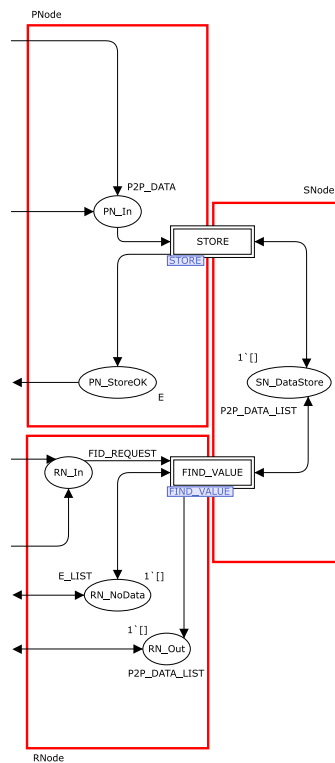 PNode
P2P_DATA
SNode
PN_In
STORE
STORE
1`[]
PN_StoreOK
SN_DataStore
E
P2P_DATA_LIST
FID_REQUEST
RN_In
FIND_VALUE
FIND_VALUE
E_LIST
1`[]
RN_NoData
1`[]
RN_Out
P2P_DATA_LIST
RNode